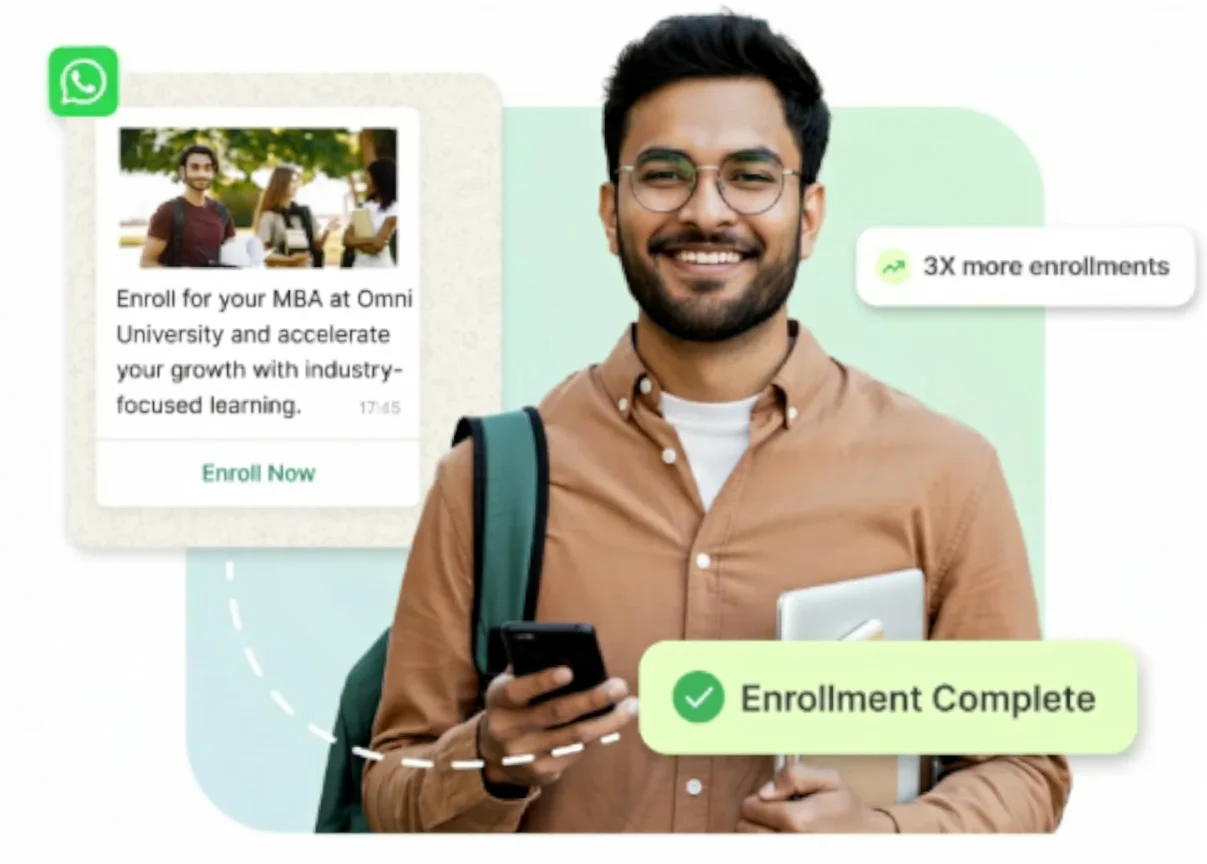 Enroll for your MBA at Omni
University and accelerate
your growth with industry-
focused learning.
17:45
Enroll Now
3X more enrollments
Enrollment Complete